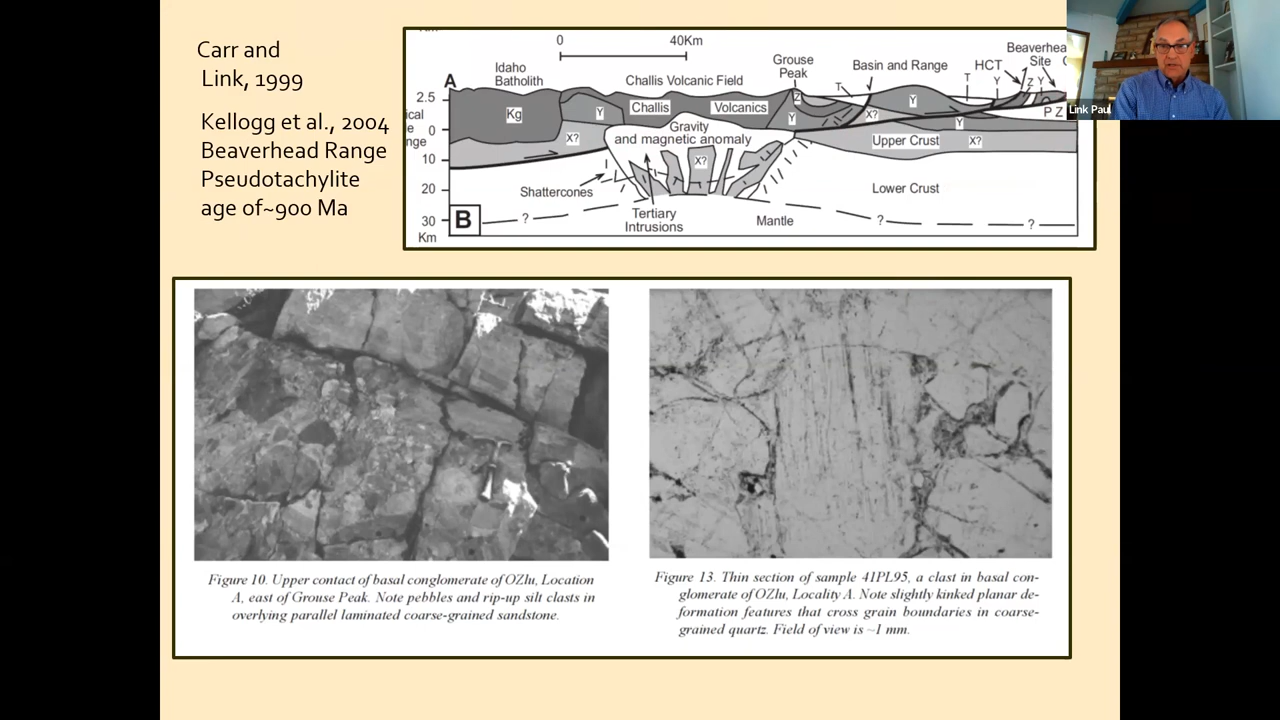 Carr and
Link, 1999
Kellogg et al., 2004
Beaverhead Range
Pseudotachylite
age of~900 Ma
0 40Km
Idaho
Batholith
Challis Volcanic Field
Grouse
Peak
Basin and Range
HCT
Beaverhea
Site
A
2.5
0
10
20
30
Km
ical
nge
Kg
Y
Challis
Volcanics
Z
Y
T
X?
Y
T
Y
Z Y
P Z
Y
X?
Gravity
and magnetic anomaly
X?
Upper Crust
X?
Shattercones
Lower Crust
Tertiary
Intrusions
Mantle
B
?
?
?
Link Paul
Figure 10. Upper contact of basal conglomerate of OZlu, Location
A, east of Grouse Peak. Note pebbles and rip-up silt clasts in
overlying parallel laminated coarse-grained sandstone.
Figure 13. Thin section of sample 41PL95, a clast in basal con-
glomerate of OZlu, Locality A. Note slightly kinked planar de-
formation features that cross grain boundaries in coarse-
grained quartz. Field of view is ~1 mm.